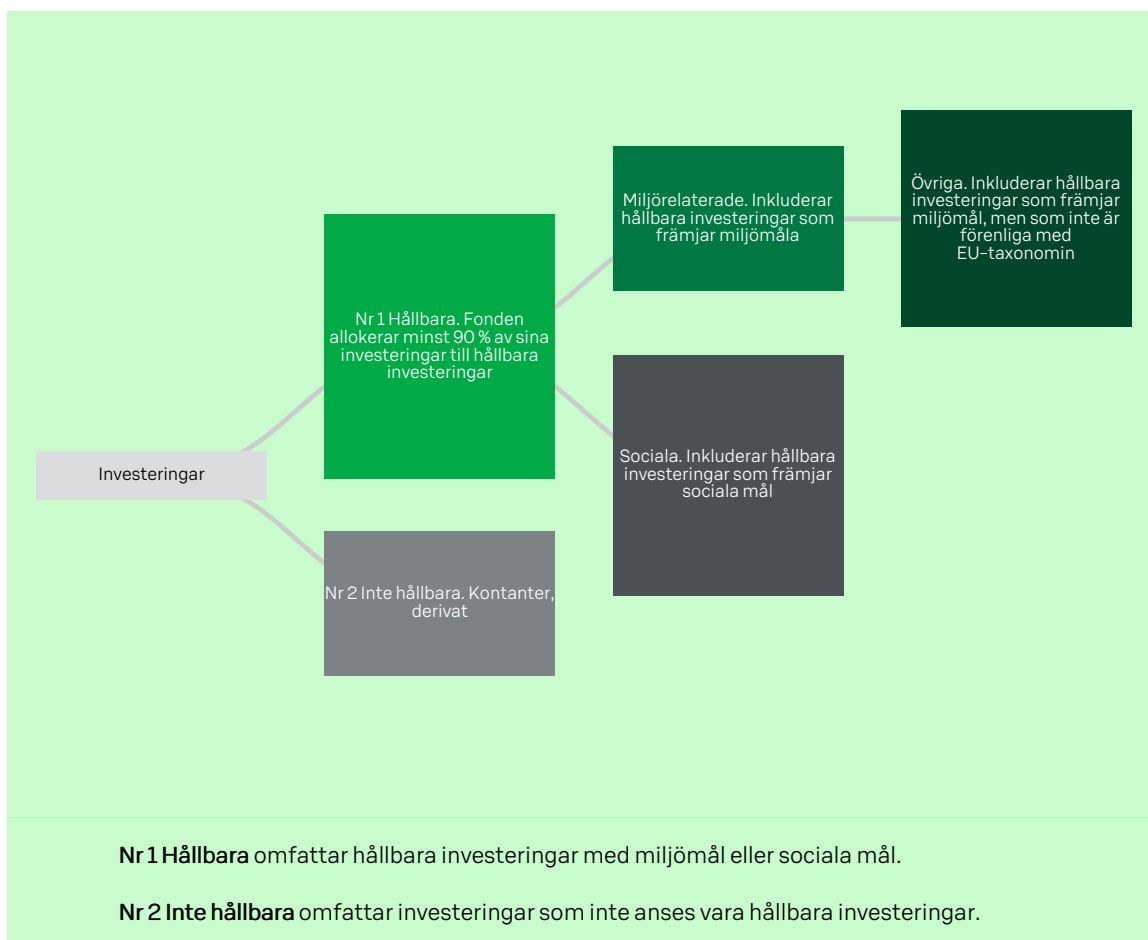 Övriga. Inkluderar hållbara
investeringar som främjar
miljömål, men som inte är
förenliga med
EU-taxonomin
Miljörelaterade. Inkluderar
hållbara investeringar som
främjar miljömåla
Nr 1 Hållbara. Fonden
allokerar minst 90 % av sina
investeringar till hållbara
investeringar
Sociala. Inkluderar hållbara
investeringar som främjar
sociala mål
Investeringar
Nr 2 Inte hållbara. Kontanter,
derivat
Nr 1 Hållbara omfattar hållbara investeringar med miljömål eller sociala mål.
Nr 2 Inte hållbara omfattar investeringar som inte anses vara hållbara investeringar.